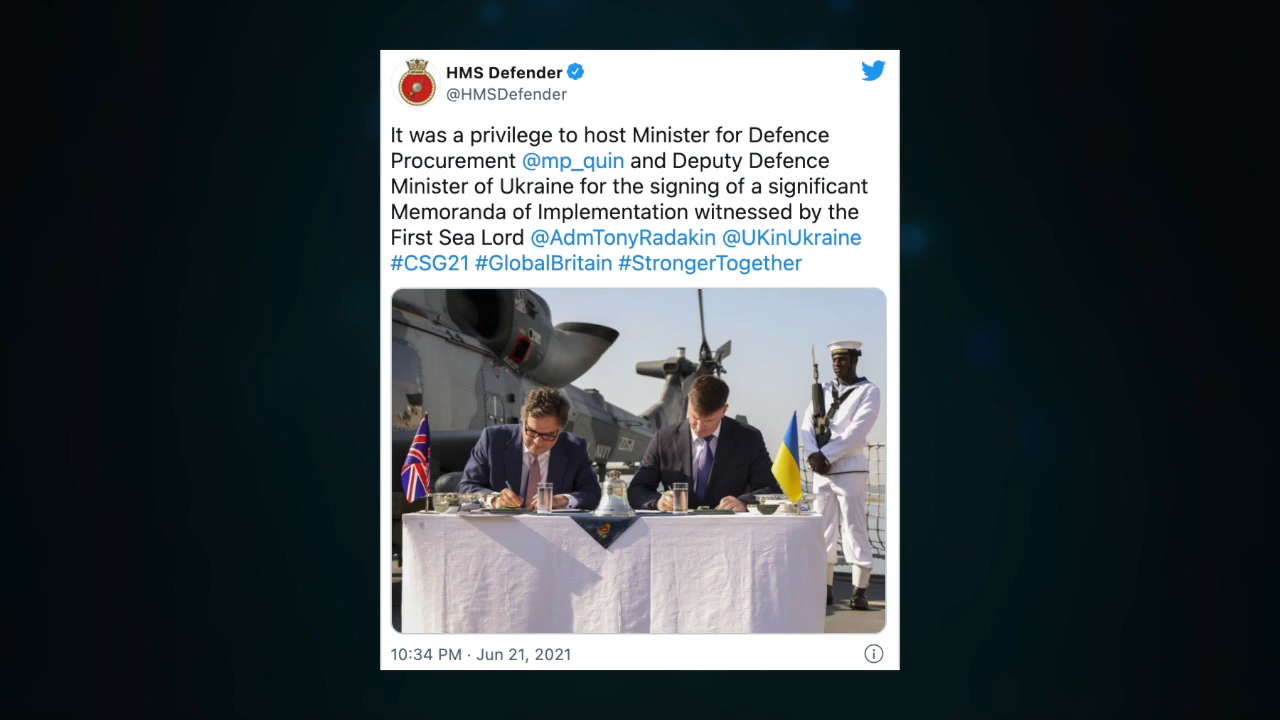 HMS Defender
@HMSDefender
It was a privilege to host Minister for Defence
Procurement @mp_quin and Deputy Defence
Minister of Ukraine for the signing of a significant
Memoranda of Implementation witnessed by the
First Sea Lord @AdmTonyRadakin @UKinUkraine
#CSG21 #GlobalBritain #StrongerTogether
NAVY
10:34 PM · Jun 21, 2021